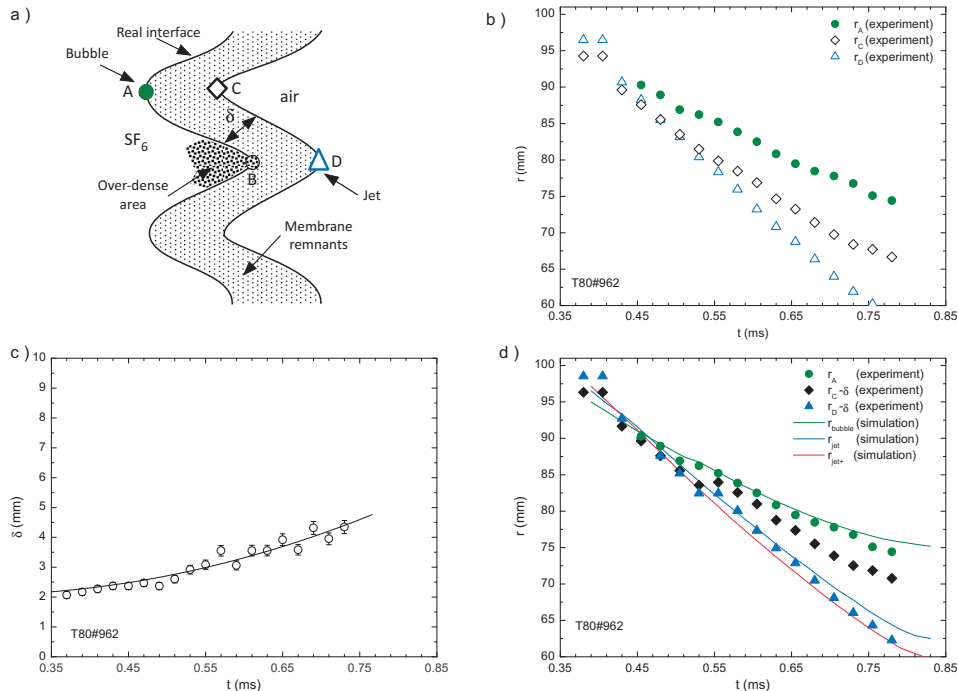 a )
Real interface
Bubble
A
C
air
δ
SF6
B
D
Over-dense
area
Jet
Membrane
remnants
b )
100
95
90
85
80
75
70
65
60
r (mm)
rA (experiment)
rC (experiment)
rD (experiment)
T80#962
0.35 0.45 0.55 0.65 0.75 0.85
t (ms)
c )
10
9
8
7
6
5
4
3
2
1
0
δ (mm)
T80#962
0.35 0.45 0.55 0.65 0.75 0.85
t (ms)
d )
100
95
90
85
80
75
70
65
60
r (mm)
rA (experiment)
rC-δ (experiment)
rD-δ (experiment)
rbubble (simulation)
rjet (simulation)
rjet+ (simulation)
T80#962
0.35 0.45 0.55 0.65 0.75 0.85
t (ms)